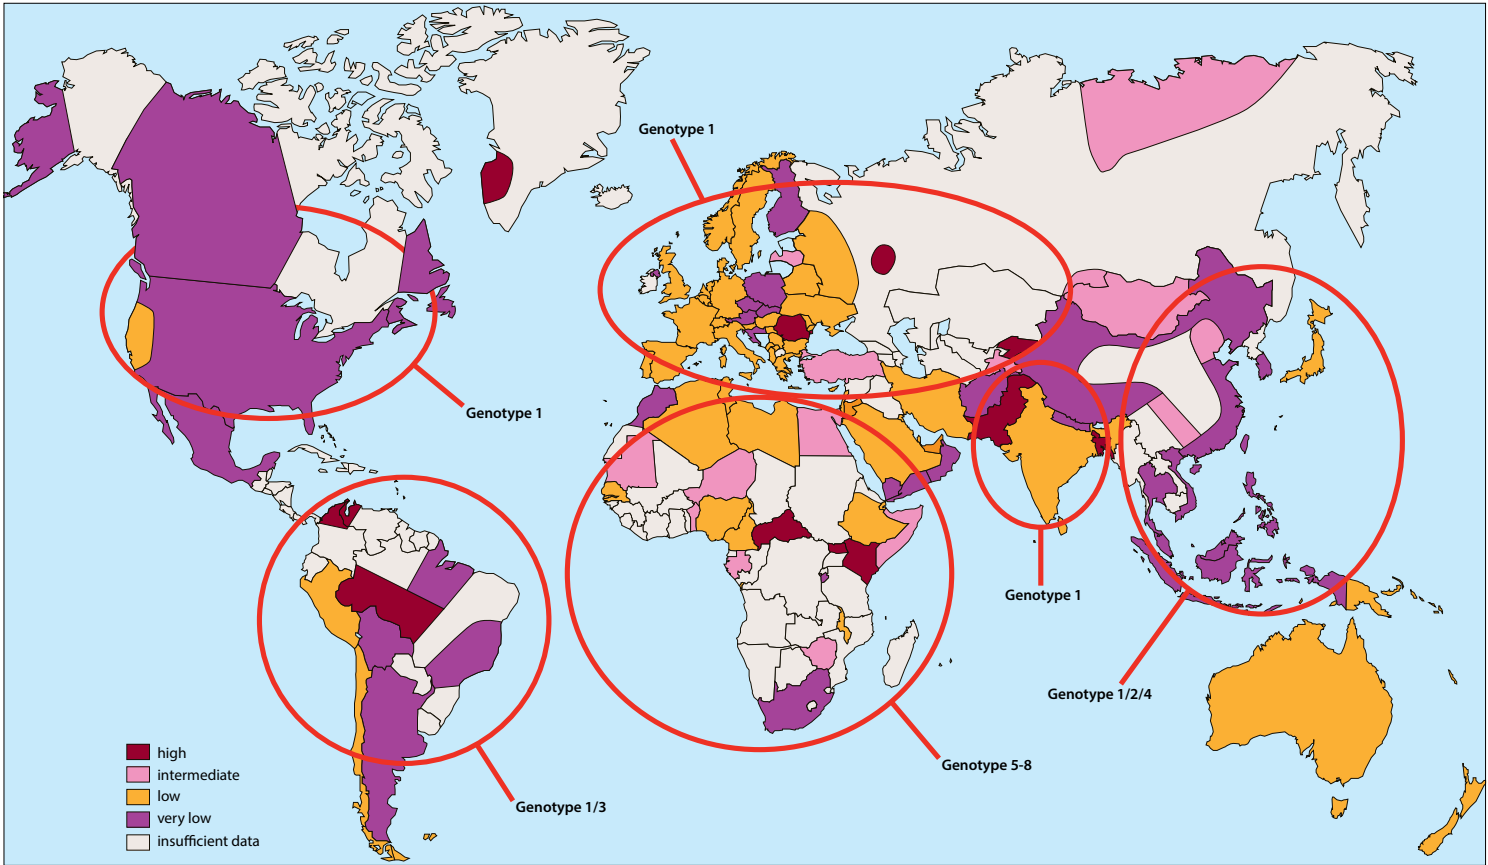 Genotype 1
Genotype 1
Genotype 1
Genotype 1/2/4
Genotype 5-8
Genotype 1/3
high
intermediate
low
very low
insufficient data